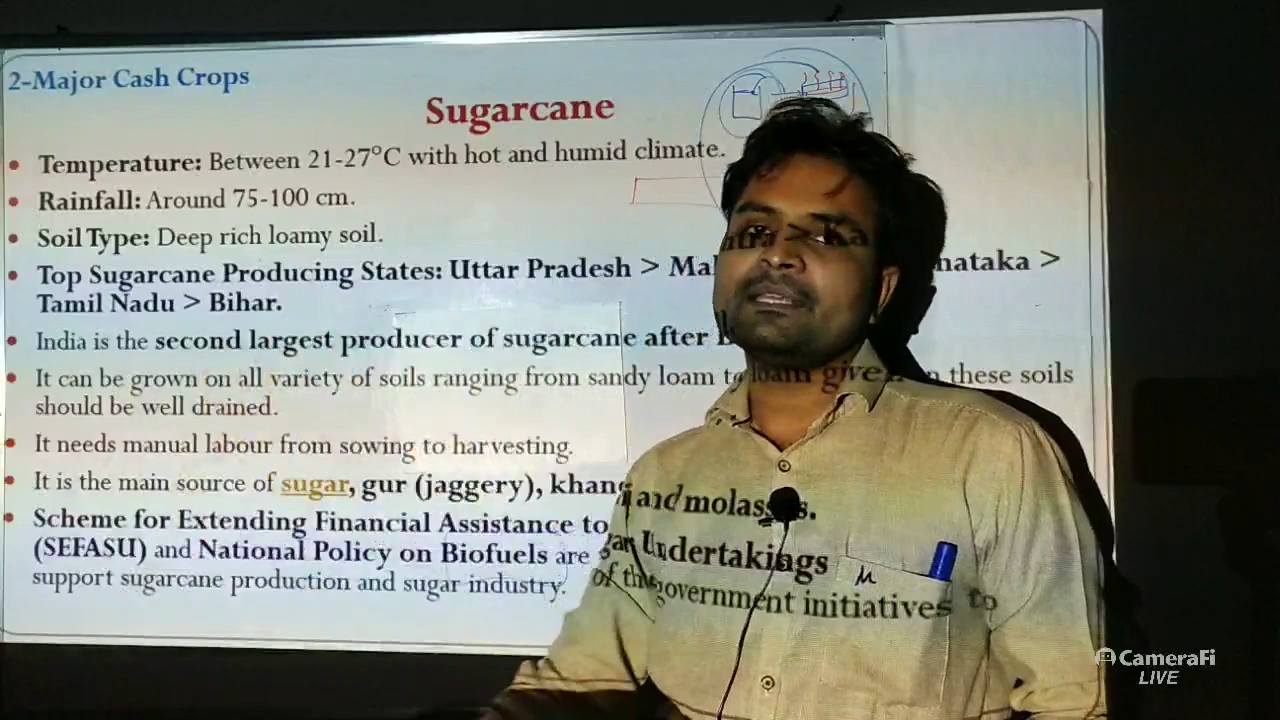 2-Major Cash Crops
Sugarcane
• Temperature: Between 21-27°C with hot and humid climate.
• Rainfall: Around 75-100 cm.
• Soil Type: Deep rich loamy soil.
• Top Sugarcane Producing States: Uttar Pradesh > >
Tamil Nadu > Bihar.
• India is the second largest producer of sugarcane after
• It can be grown on all variety of soils ranging from sandy loam to loam these soils
should be well drained.
• It needs manual labour from sowing to harvesting.
• It is the main source of sugar, gur (jaggery), and molasses.
• Scheme for Extending Financial Assistance to Undertakings
(SEFASU) and National Policy on Biofuels are of the government initiatives to
support sugarcane production and sugar industry.
CameraFi
LIVE